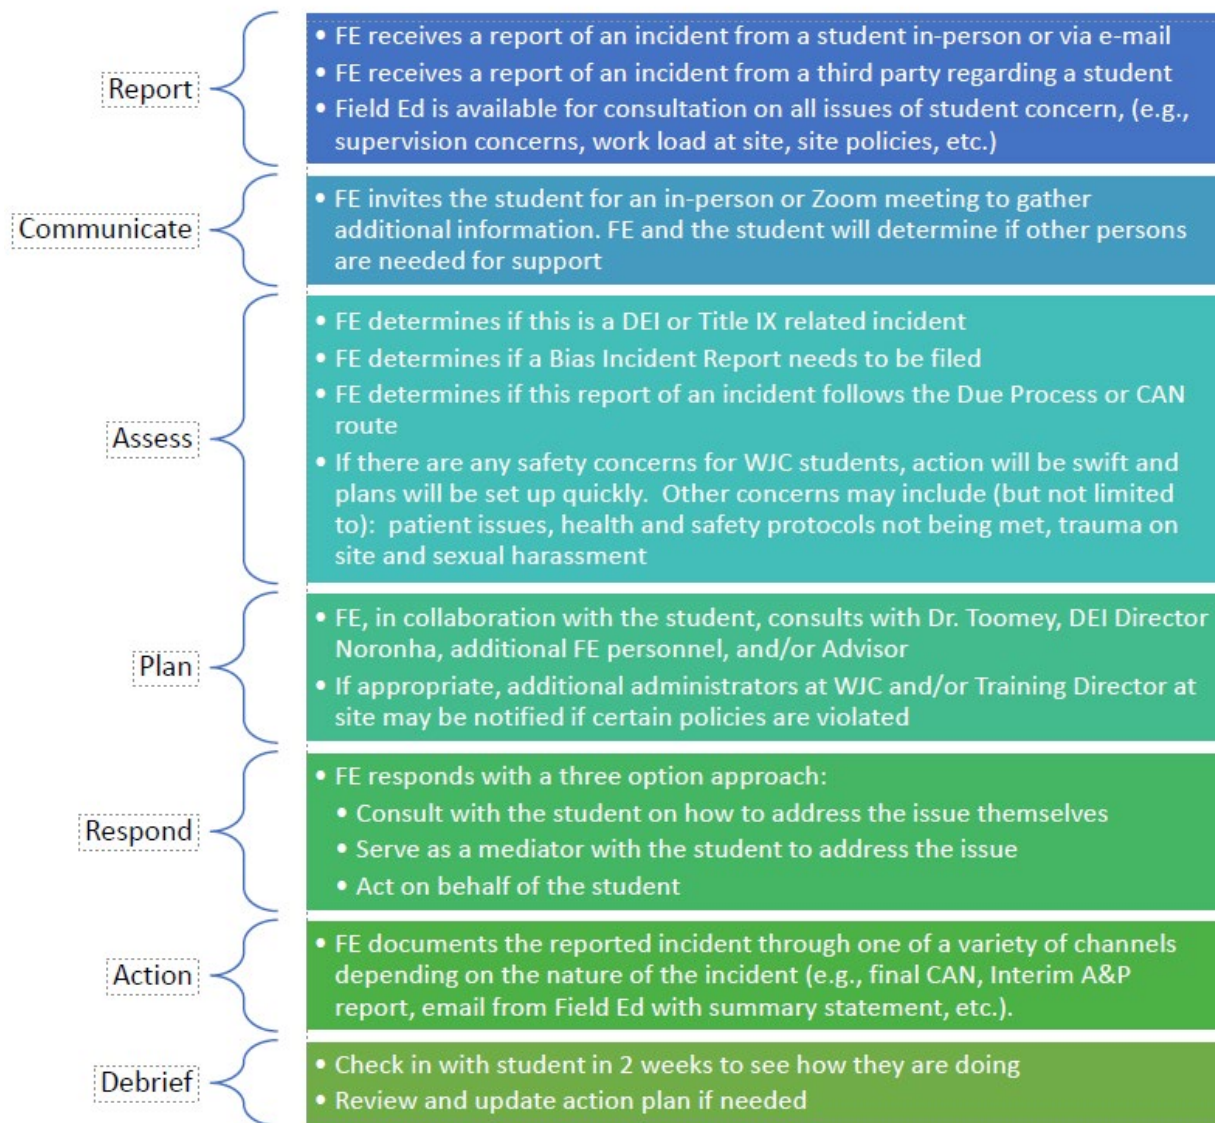 Report
• FE receives a report of an incident from a student in-person or via e-mail
• FE receives a report of an incident from a third party regarding a student
• Field Ed is available for consultation on all issues of student concern, (e.g.,
supervision concerns, work load at site, site policies, etc.)
Communicate
• FE invites the student for an in-person or Zoom meeting to gather
additional information. FE and the student will determine if other persons
are needed for support
Assess
• FE determines if this is a DEI or Title IX related incident
• FE determines if a Bias Incident Report needs to be filed
• FE determines if this report of an incident follows the Due Process or CAN
route
• If there are any safety concerns for WJC students, action will be swift and
plans will be set up quickly.  Other concerns may include (but not limited
to):  patient issues, health and safety protocols not being met, trauma on
site and sexual harassment
Plan
• FE, in collaboration with the student, consults with Dr. Toomey, DEI Director
Noronha, additional FE personnel, and/or Advisor
• If appropriate, additional administrators at WJC and/or Training Director at
site may be notified if certain policies are violated
Respond
• FE responds with a three option approach:
• Consult with the student on how to address the issue themselves
• Serve as a mediator with the student to address the issue
• Act on behalf of the student
Action
• FE documents the reported incident through one of a variety of channels
depending on the nature of the incident (e.g., final CAN, Interim A&P
report, email from Field Ed with summary statement, etc.).
Debrief
• Check in with student in 2 weeks to see how they are doing
• Review and update action plan if needed